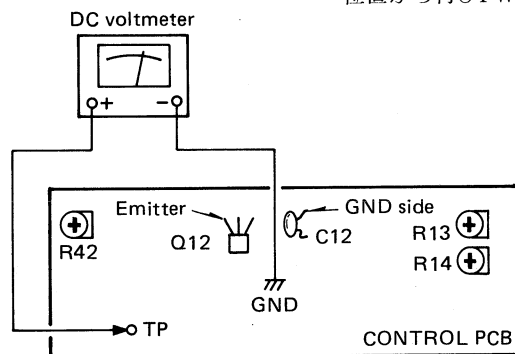 DC voltmeter
+ −
Emitter
GND side
R42
Q12
C12
R13
R14
GND
TP
CONTROL PCB